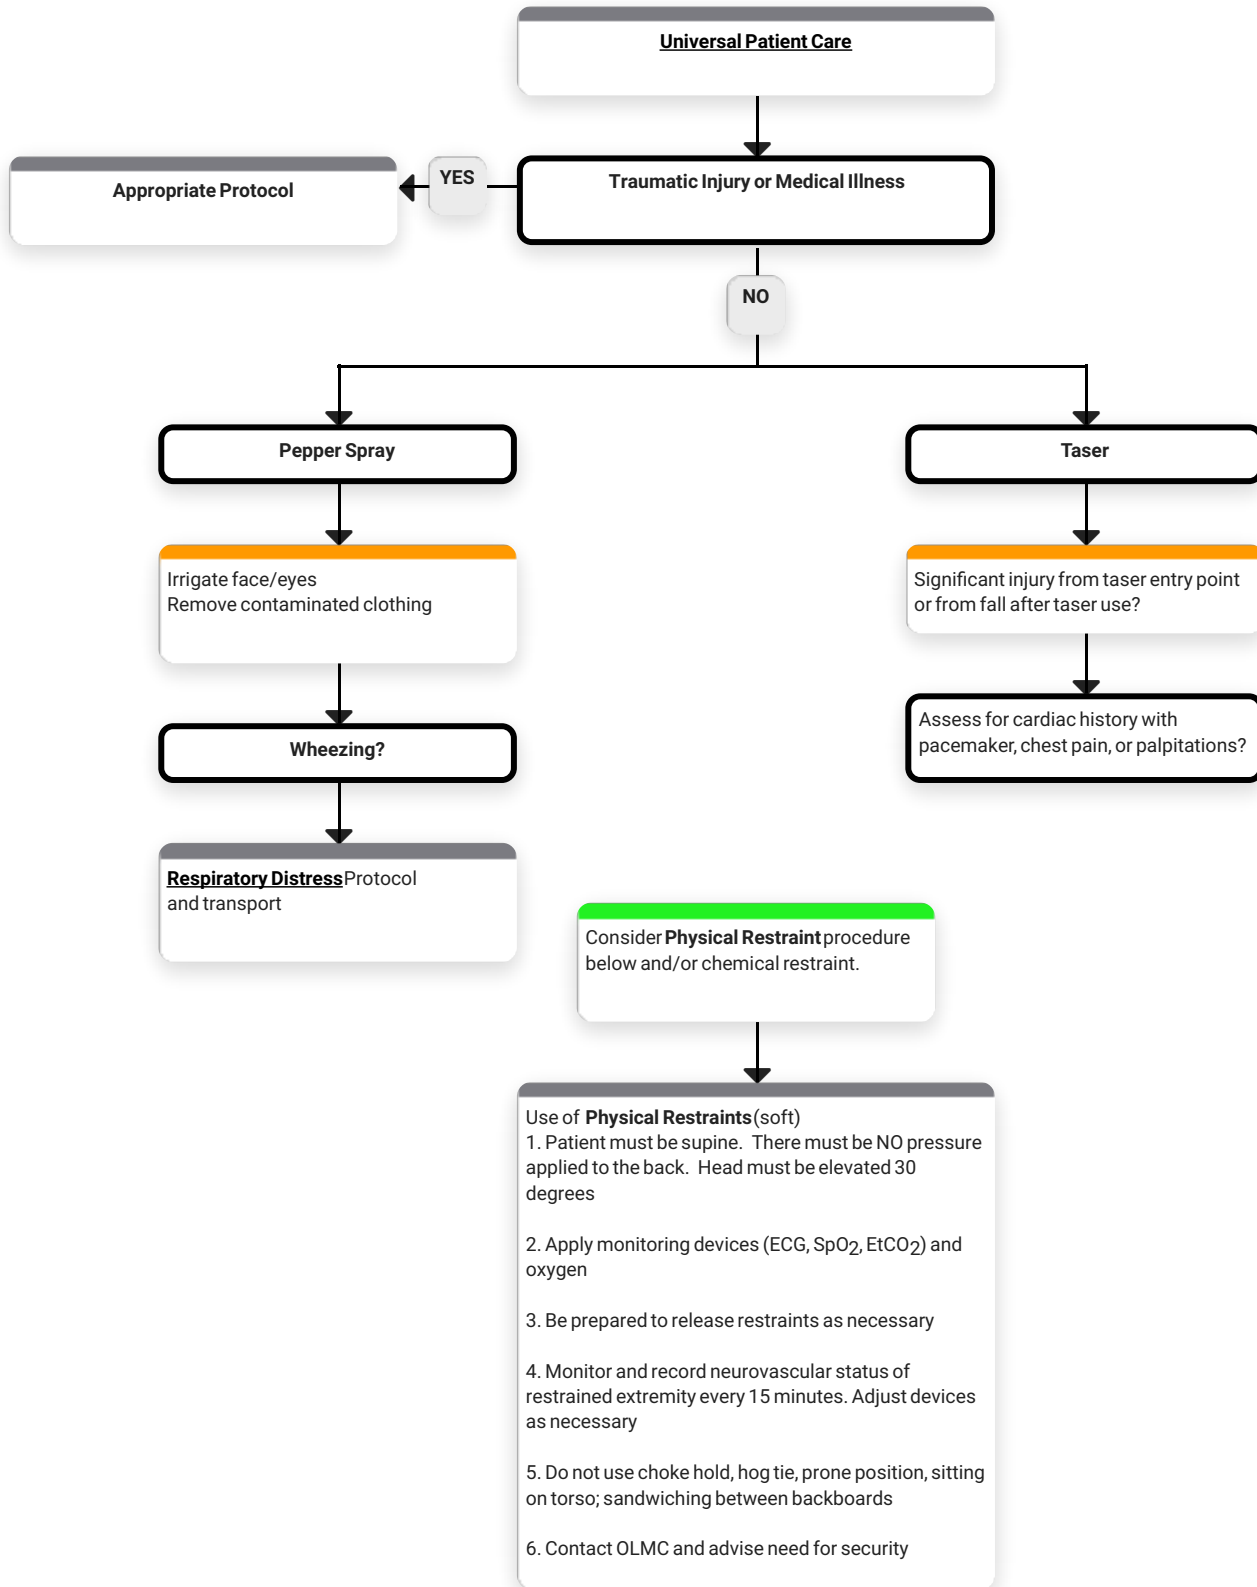 Universal Patient Care
Appropriate Protocol
YES
Traumatic Injury or Medical Illness
NO
Pepper Spray
Taser
Irrigate face/eyes
Remove contaminated clothing
Significant injury from taser entry point
or from fall after taser use?
Wheezing?
Assess for cardiac history with
pacemaker, chest pain, or palpitations?
Respiratory Distress Protocol
and transport
Consider Physical Restraint procedure
below and/or chemical restraint.
Use of Physical Restraints (soft)
1. Patient must be supine. There must be NO pressure
applied to the back. Head must be elevated 30
degrees
2. Apply monitoring devices (ECG, SpO2, EtCO2) and
oxygen
3. Be prepared to release restraints as necessary
4. Monitor and record neurovascular status of
restrained extremity every 15 minutes. Adjust devices
as necessary
5. Do not use choke hold, hog tie, prone position, sitting
on torso; sandwiching between backboards
6. Contact OLMC and advise need for security